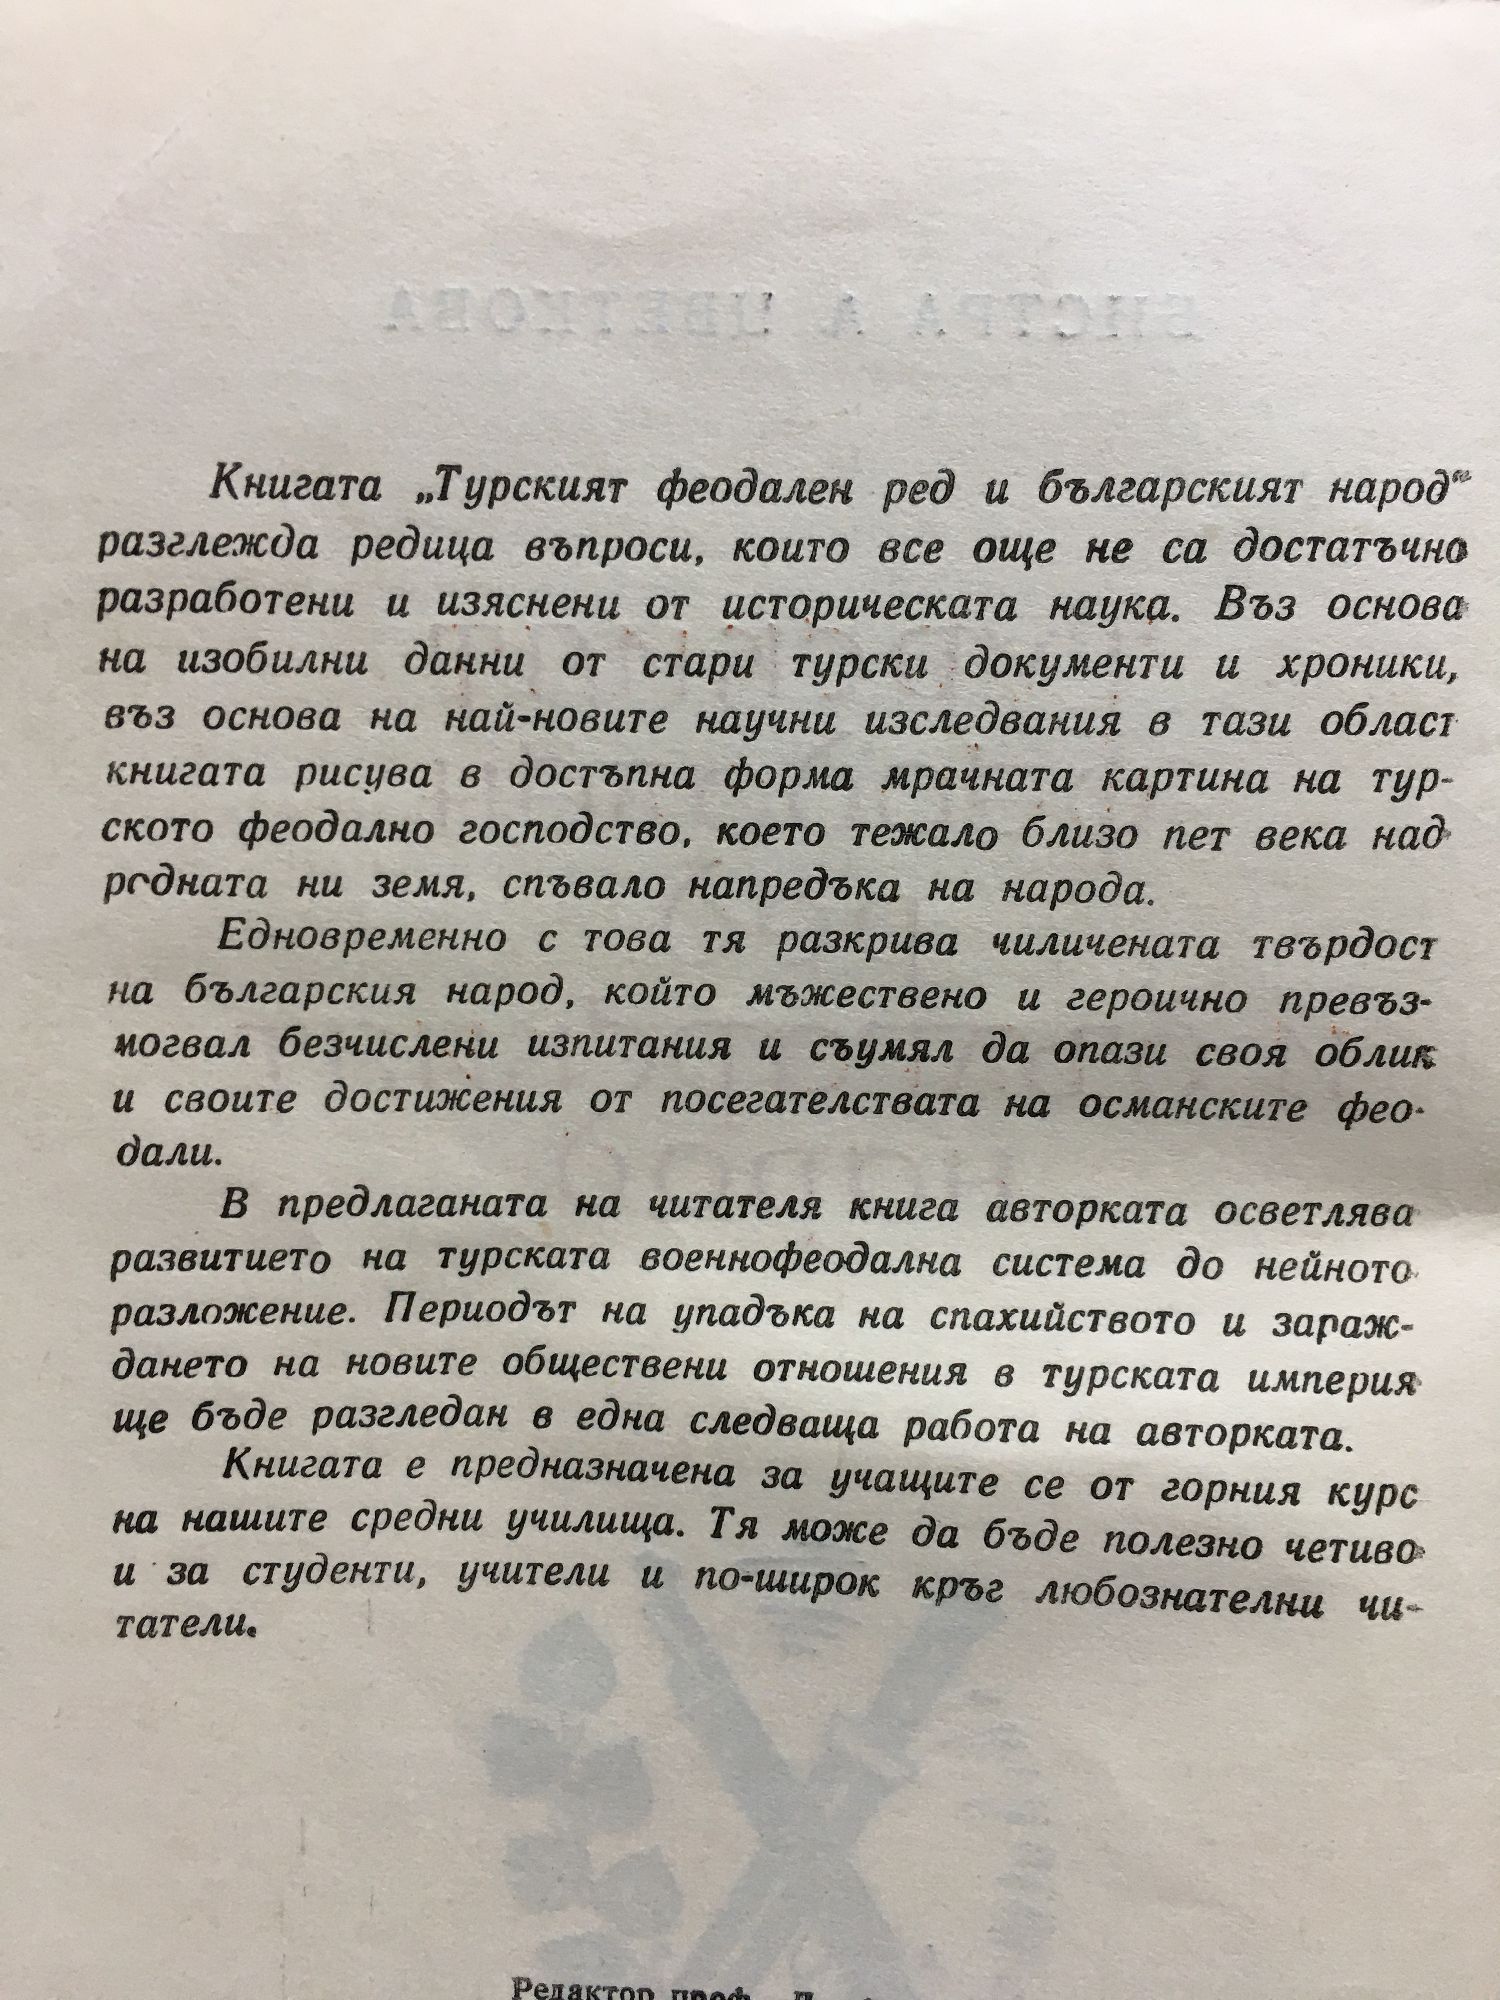 БИСТРА А. ЦВЕТКОВА
Книгата „Турският феодален ред и българският народ“
разглежда редица въпроси, които все още не са достатъчно
разработени и изяснени от историческата наука. Въз основа
на изобилни данни от стари турски документи и хроники,
въз основа на най-новите научни изследвания в тази област
книгата рисува в достъпна форма мрачната картина на тур-
ското феодално господство, което тежало близо пет века над
родната ни земя, спъвало напредъка на народа.
Едновременно с това тя разкрива чиличената твърдост
на българския народ, който мъжествено и героично превъз-
могвал безчислени изпитания и съумял да опази своя облик
и своите достижения от посегателствата на османските фео-
дали.
В предлаганата на читателя книга авторката осветлява
развитието на турската военнофеодална система до нейното
разложение. Периодът на упадъка на спахийството и зараж-
дането на новите обществени отношения в турската империя
ще бъде разгледан в една следваща работа на авторката.
Книгата е предназначена за учащите се от горния курс
на нашите средни училища. Тя може да бъде полезно четиво
и за студенти, учители и по-широк кръг любознателни чи-
татели.
Редактор проф.